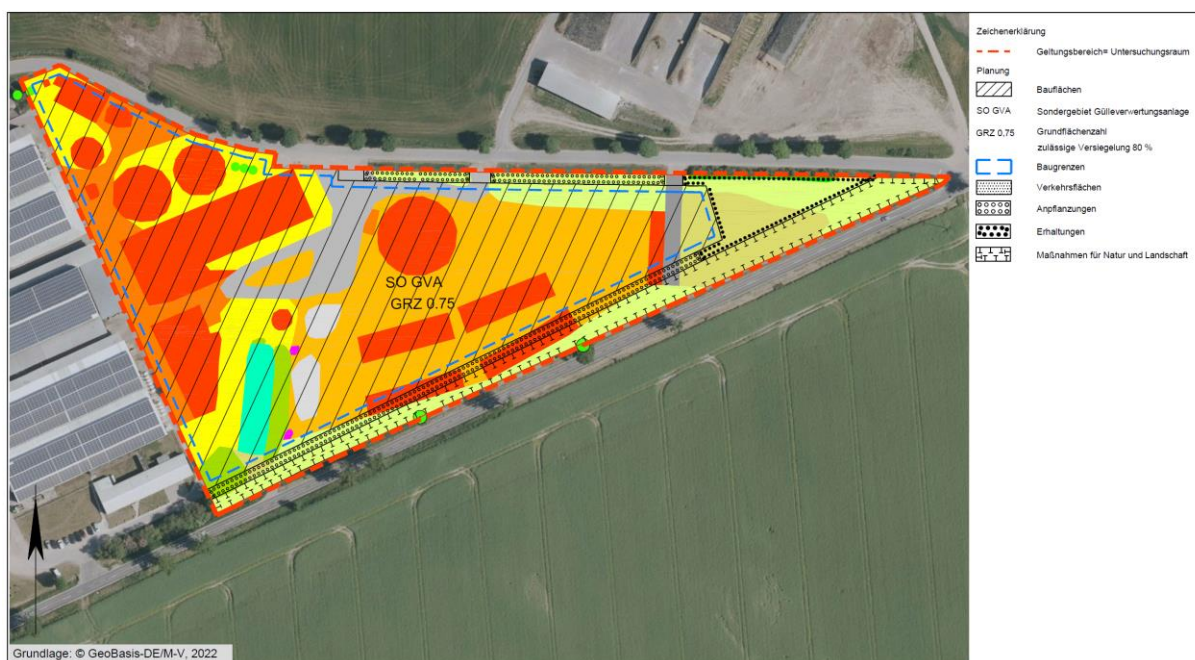 Zeichenerklärung
Geltungsbereich= Untersuchungsraum
Planung
Bauflächen
SO GVA Sondergebiet Gülleverwertungsanlage
GRZ 0,75 Grundflächenzahl
zulässige Versiegelung 80 %
Baugrenzen
Verkehrsflächen
Anpflanzungen
Erhaltungen
Maßnahmen für Natur und Landschaft
SO GVA
GRZ 0.75
Grundlage: © GeoBasis-DE/M-V, 2022